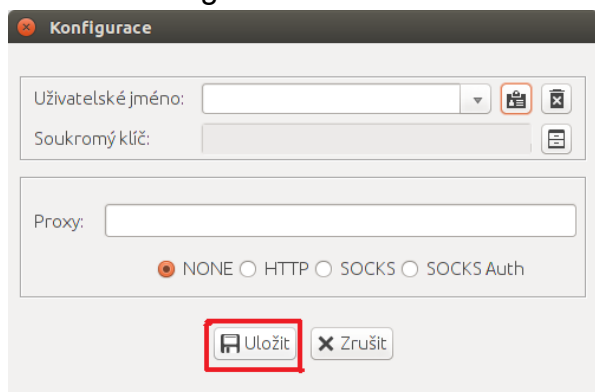 Konfigurace
Uživatelské jméno:
Soukromý klíč:
Proxy:
NONE HTTP SOCKS SOCKS Auth
Uložit Zrušit